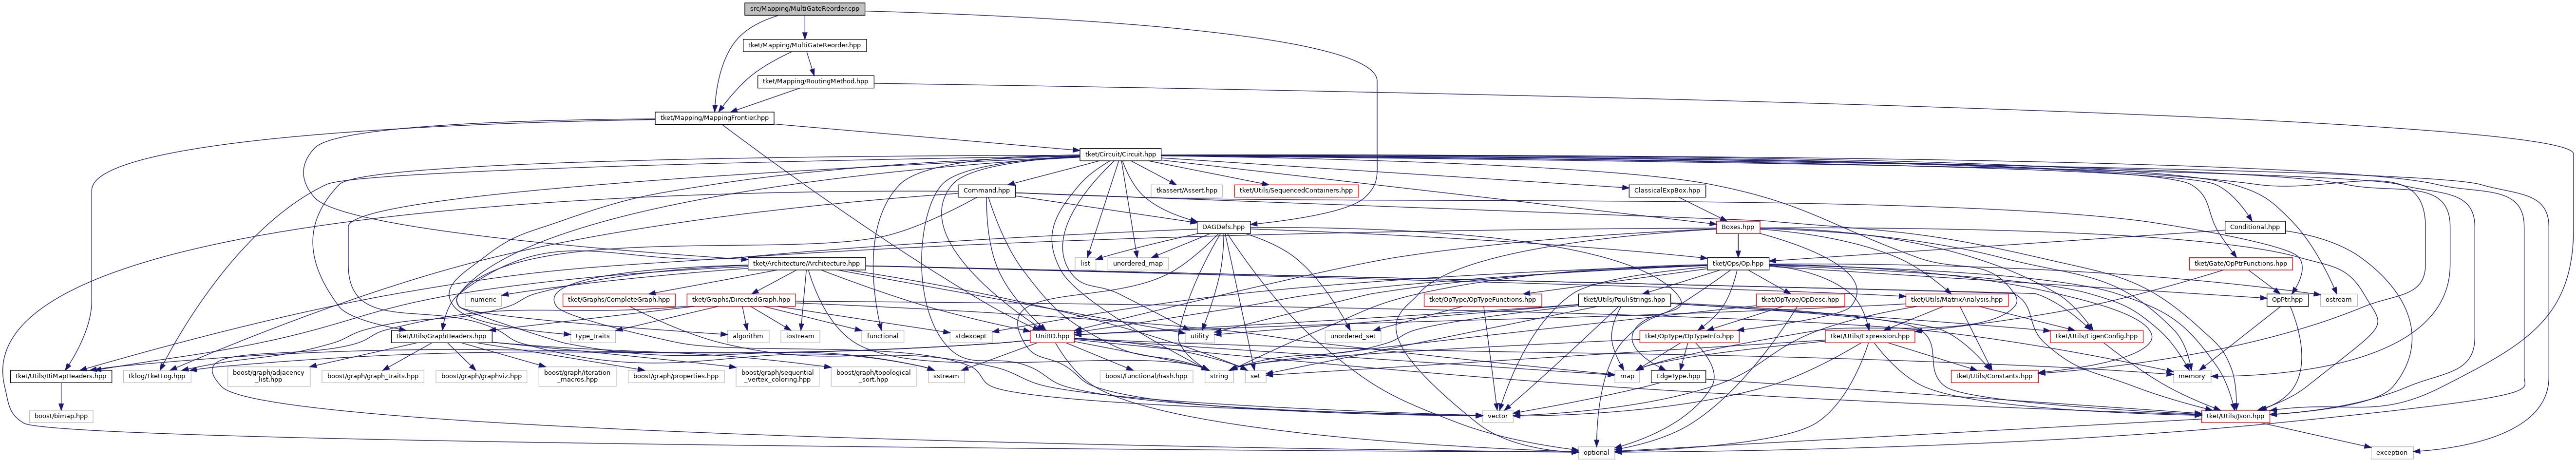 src/Mapping/MultiGateReorder.cpp
tket/Mapping/MultiGateReorder.hpp
tket/Mapping/RoutingMethod.hpp
tket/Mapping/MappingFrontier.hpp
tket/Circuit/Circuit.hpp
Command.hpp
tkassert/Assert.hpp
tket/Utils/SequencedContainers.hpp
ClassicalExpBox.hpp
DAGDefs.hpp
Boxes.hpp
Conditional.hpp
tket/Architecture/Architecture.hpp
list
unordered_map
tket/Ops/Op.hpp
tket/Gate/OpPtrFunctions.hpp
numeric
tket/Graphs/CompleteGraph.hpp
tket/Graphs/DirectedGraph.hpp
tket/OpType/OpTypeFunctions.hpp
tket/Utils/PauliStrings.hpp
tket/OpType/OpDesc.hpp
tket/Utils/MatrixAnalysis.hpp
OpPtr.hpp
ostream
tket/Utils/GraphHeaders.hpp
type_traits
algorithm
iostream
functional
stdexcept
UnitID.hpp
utility
unordered_set
tket/OpType/OpTypeInfo.hpp
tket/Utils/Expression.hpp
tket/Utils/EigenConfig.hpp
tket/Utils/BiMapHeaders.hpp
tklog/TketLog.hpp
boost/graph/adjacency
_list.hpp
boost/graph/graph_traits.hpp
boost/graph/graphviz.hpp
boost/graph/iteration
_macros.hpp
boost/graph/properties.hpp
boost/graph/sequential
_vertex_coloring.hpp
boost/graph/topological
_sort.hpp
sstream
boost/functional/hash.hpp
string
set
map
EdgeType.hpp
tket/Utils/Constants.hpp
memory
boost/bimap.hpp
vector
tket/Utils/Json.hpp
optional
exception